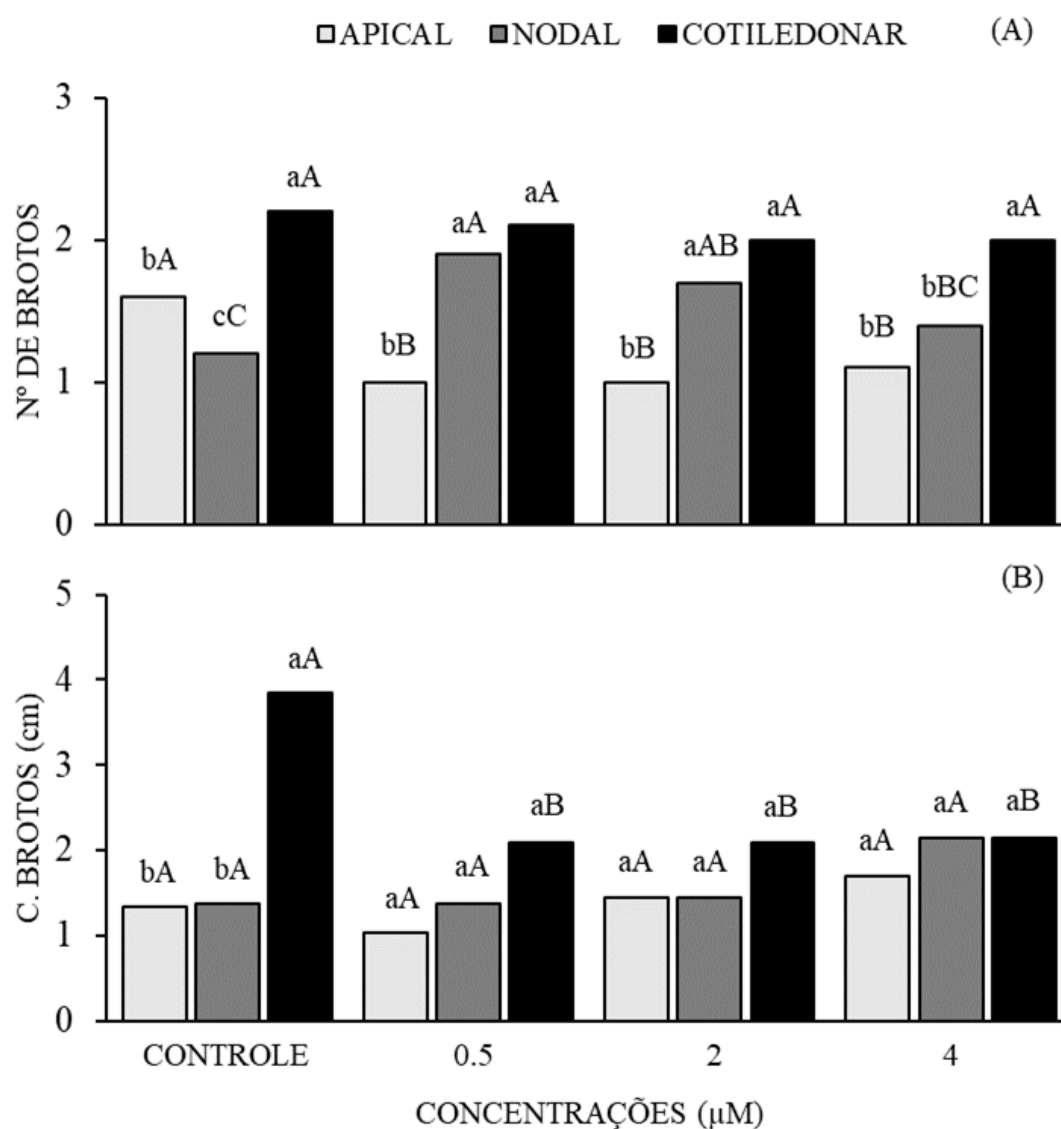 APICAL NODAL COTILEDONAR (A)
Nº DE BROTOS
3
2
1
0
bA cC aA bB aA aA bB aAB aA bB bBC aA
(B)
C. BROTOS (cm)
5
4
3
2
1
0
bA bA aA aA aA aB aA aA aB aA aA aB
CONTROLE 0.5 2 4
CONCENTRAÇÕES (µM)